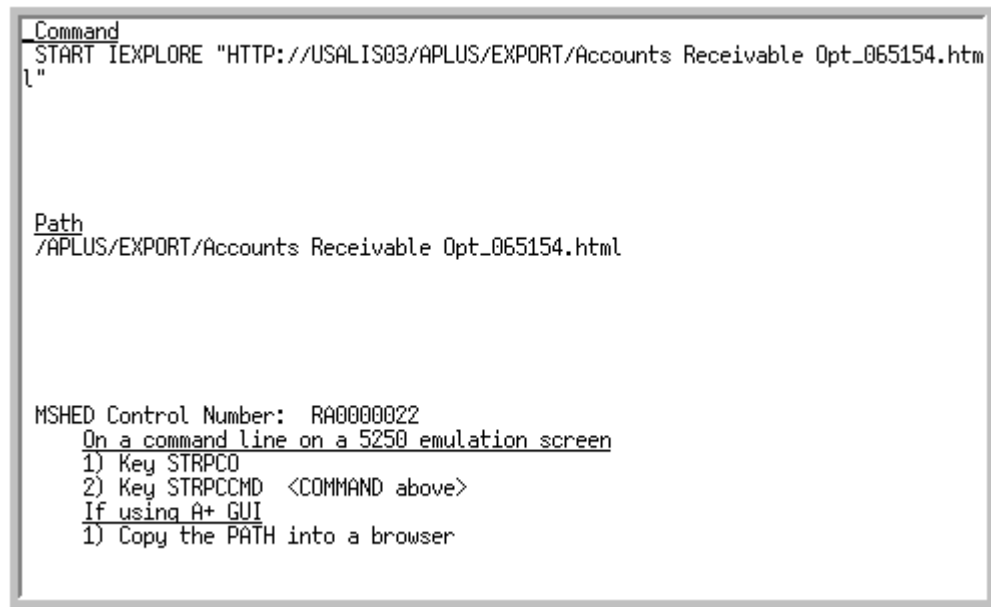 Command
START IEXPLORE "HTTP://USALIS03/APLUS/EXPORT/Accounts Receivable Opt_065154.htm
l"
Path
/APLUS/EXPORT/Accounts Receivable Opt_065154.html
MSHED Control Number:  RA0000022
On a command line on a 5250 emulation screen
1) Key STRPCO
2) Key STRPCCMD  <COMMAND above>
If using A+ GUI
1) Copy the PATH into a browser